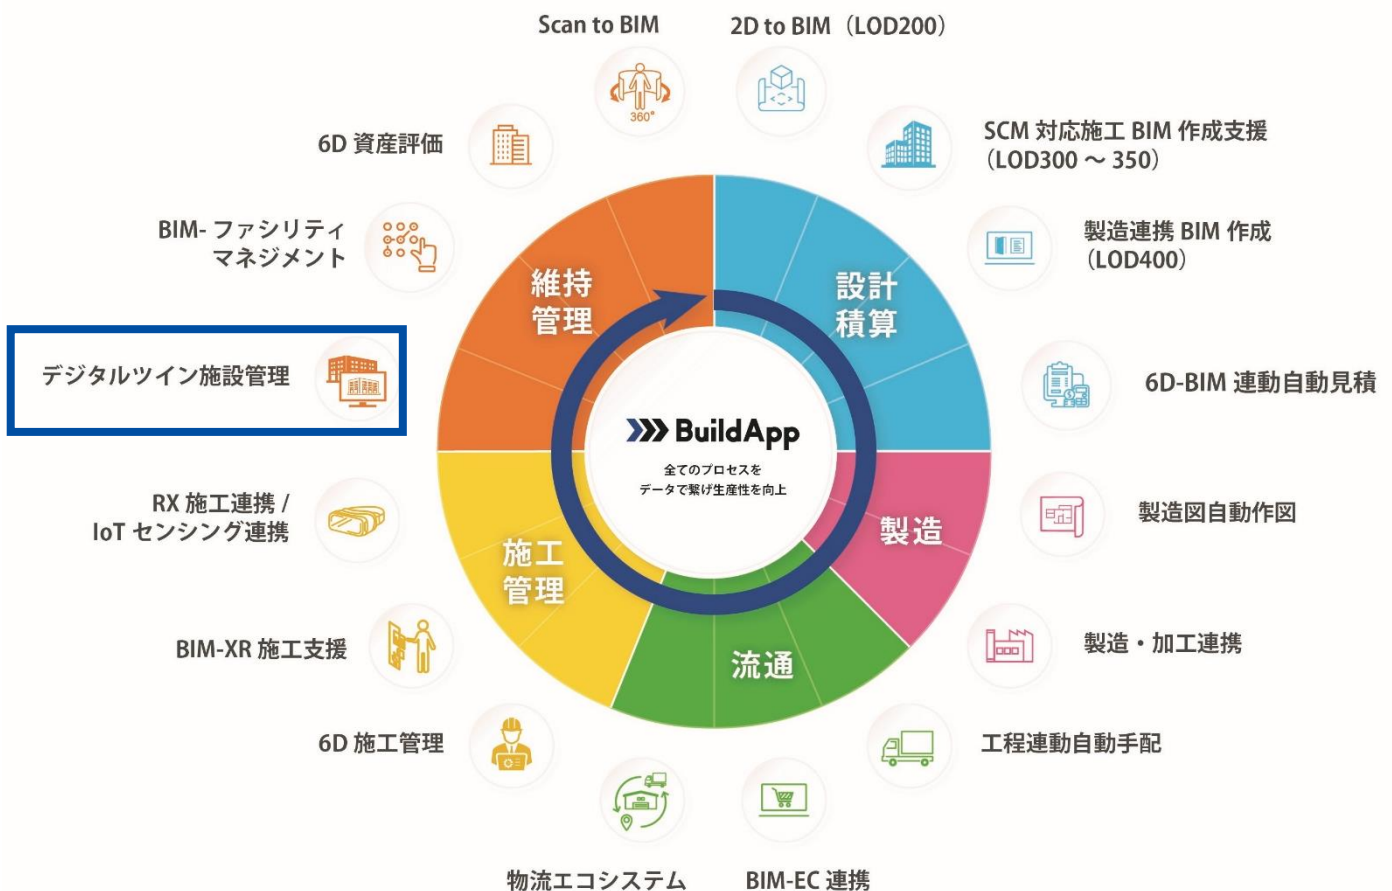 Scan to BIM
2D to BIM（LOD200）
360°
6D 資産評価
SCM 対応施工 BIM 作成支援
（LOD300 ～ 350）
BIM- ファシリティ
マネジメント
製造連携 BIM 作成
（LOD400）
維持
管理
設計
積算
デジタルツイン施設管理
6D-BIM 連動自動見積
BuildApp
全てのプロセスを
データで繋げ生産性を向上
RX 施工連携 /
IoT センシング連携
製造図自動作図
施工
管理
製造
BIM-XR 施工支援
製造・加工連携
流通
6D 施工管理
工程連動自動手配
物流エコシステム
BIM-EC 連携